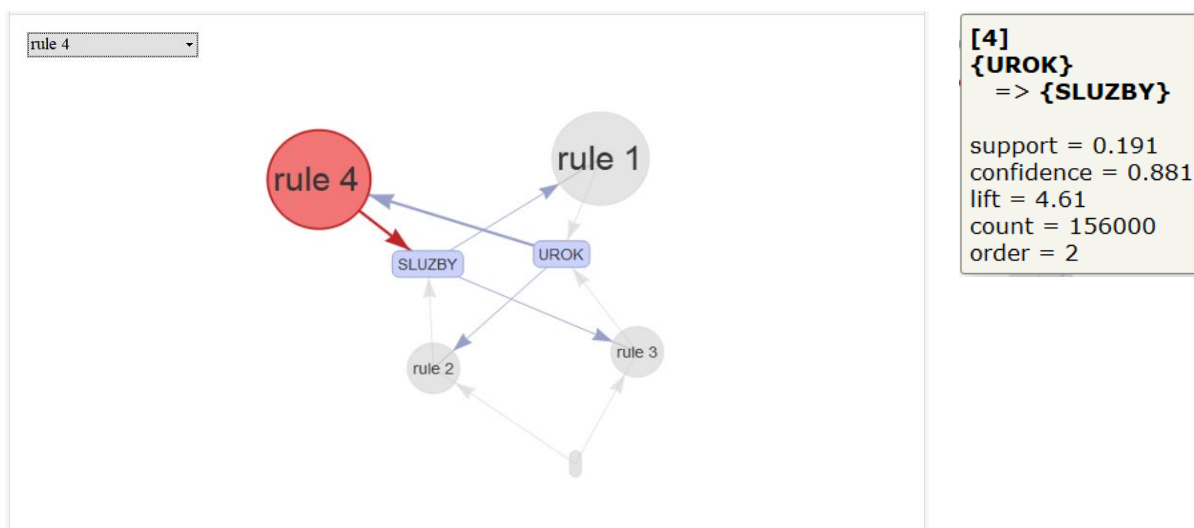 rule 4
rule 4
rule 1
SLUZBY
UROK
rule 2
rule 3
[4]
{UROK}
=> {SLUZBY}
support = 0.191
confidence = 0.881
lift = 4.61
count = 156000
order = 2